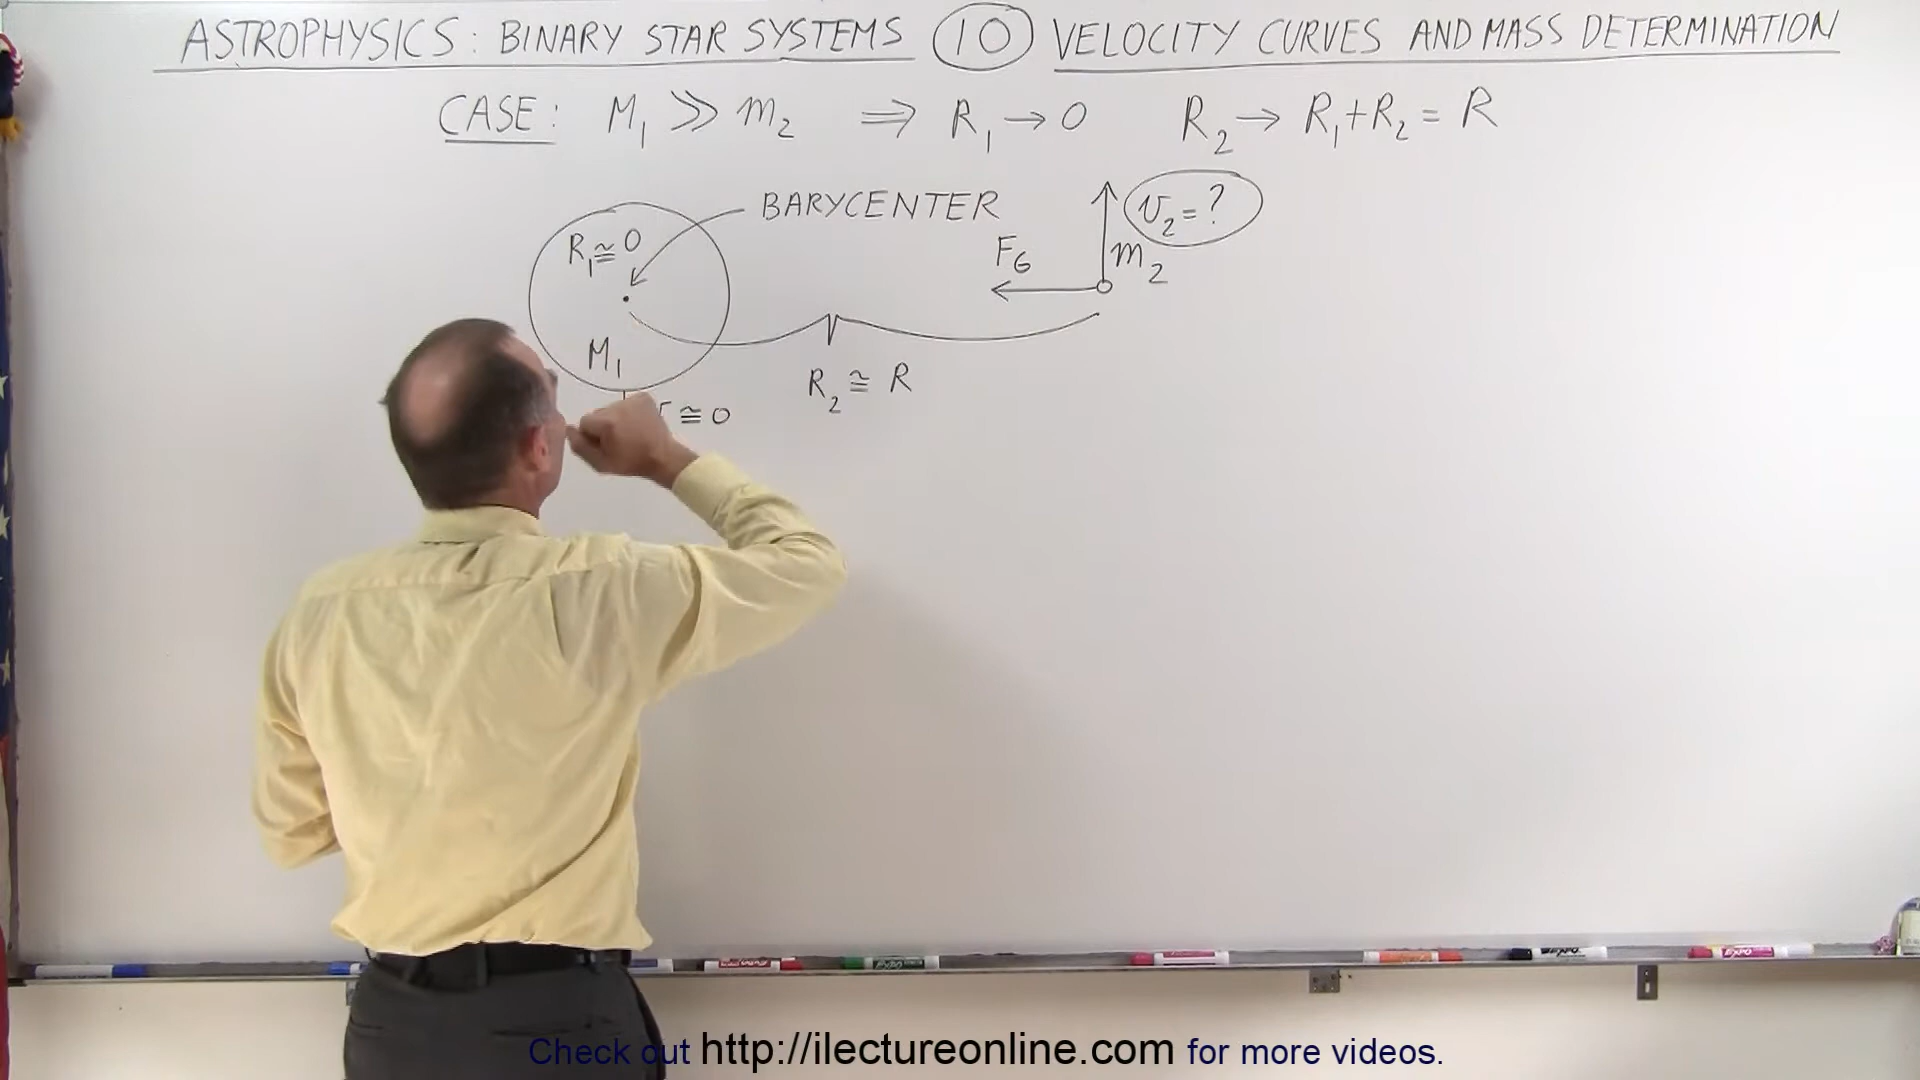 ASTROPHYSICS: BINARY STAR SYSTEMS 10 VELOCITY CURVES AND MASS DETERMINATION
CASE: M₁ >> m₂ ⇒ R₁ → 0 R₂ → R₁+R₂ = R
BARYCENTER
v₂ = ?
R₁ ≅ 0
F_G
m₂
M₁
R₂ ≅ R
≅ 0
Check out http://ilectureonline.com for more videos.